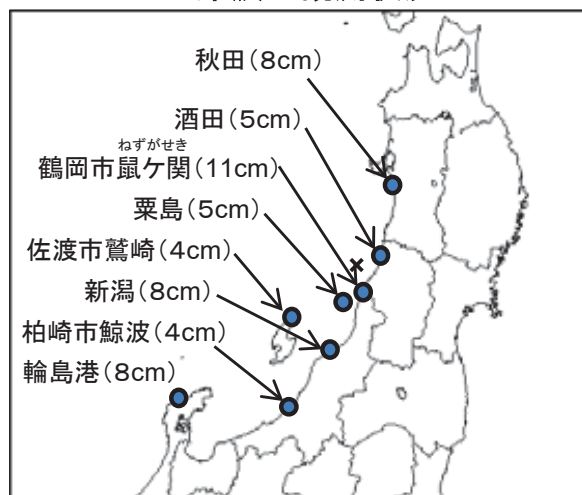 秋田（8cm）
酒田（5cm）
ねずがせき
鶴岡市鼠ケ関（11cm）
粟島（5cm）
佐渡市鷲崎（4cm）
新潟（8cm）
柏崎市鯨波（4cm）
輪島港（8cm）